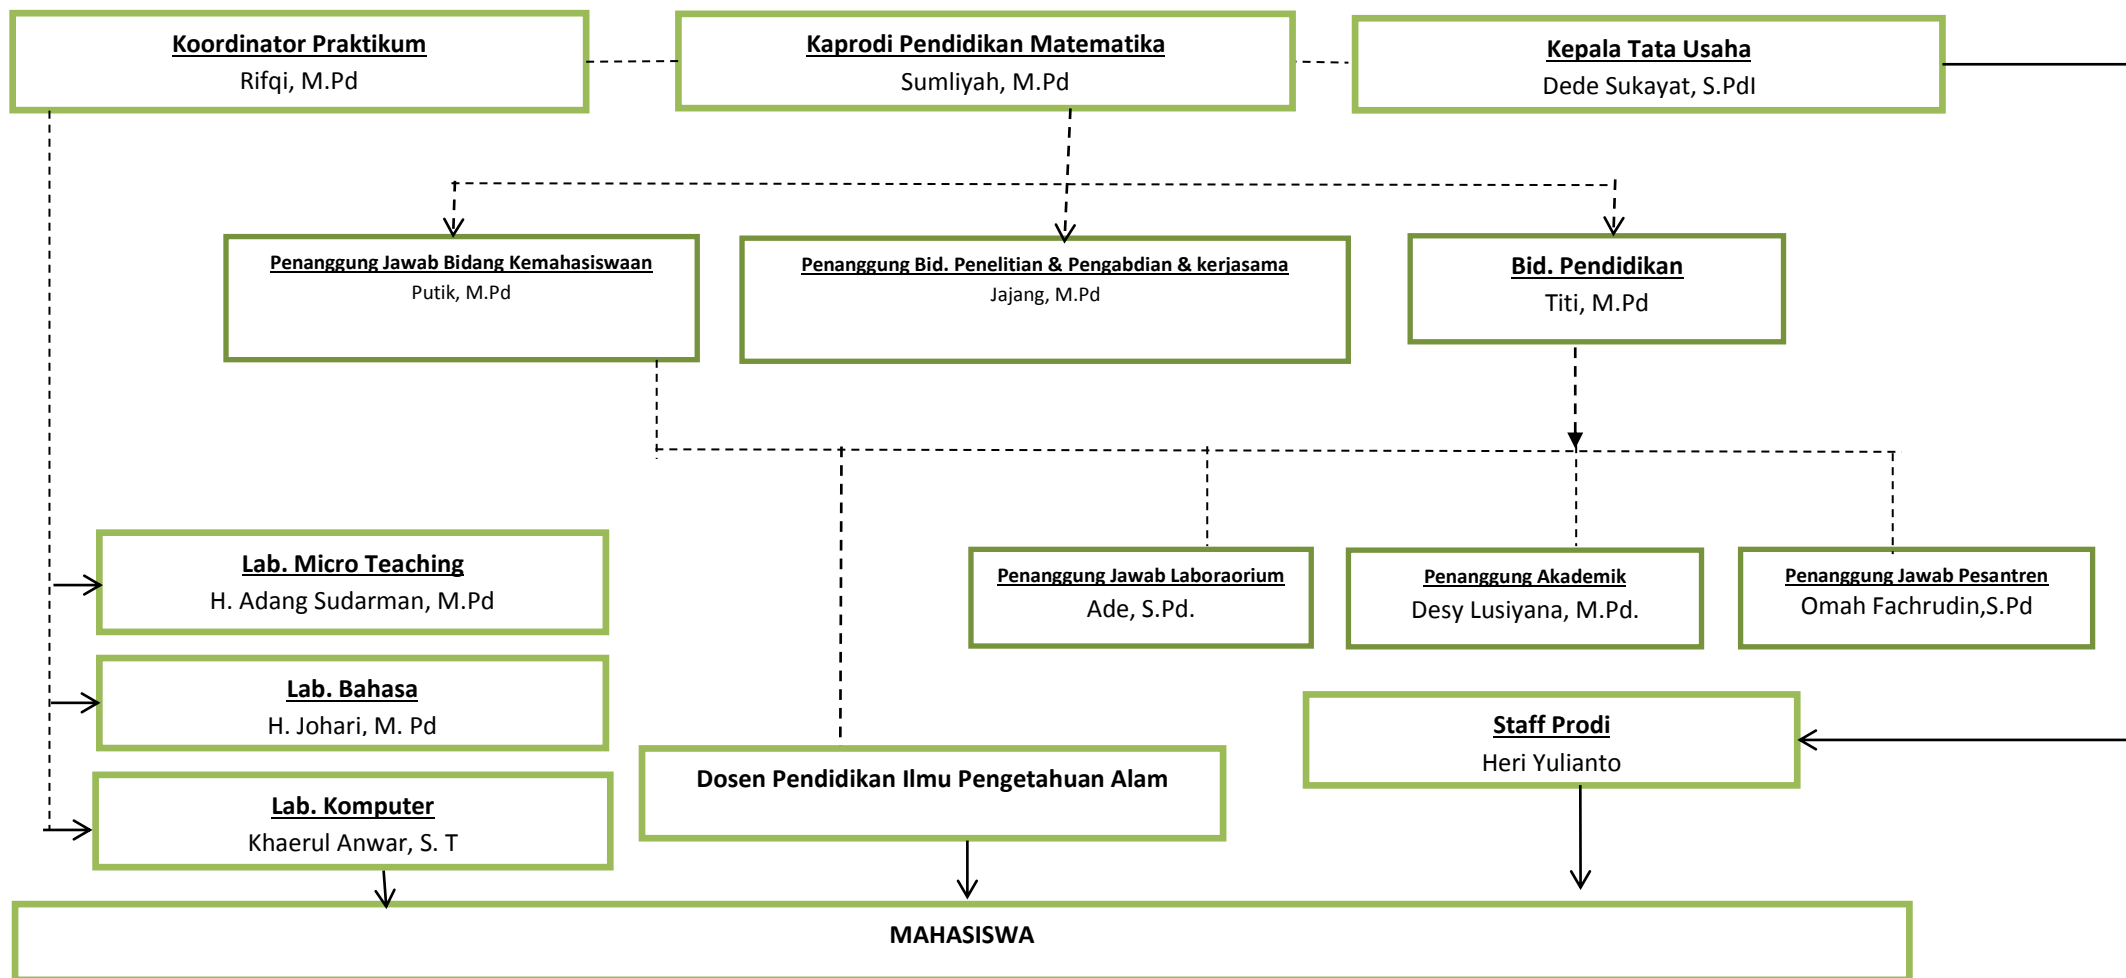 Koordinator Praktikum
Rifqi, M.Pd
Kaprodi Pendidikan Matematika
Sumliyah, M.Pd
Kepala Tata Usaha
Dede Sukayat, S.PdI
Penanggung Jawab Bidang Kemahasiswaan
Putik, M.Pd
Penanggung Bid. Penelitian & Pengabdian & kerjasama
Jajang, M.Pd
Bid. Pendidikan
Titi, M.Pd
Lab. Micro Teaching
H. Adang Sudarman, M.Pd
Penanggung Jawab Laboraorium
Ade, S.Pd.
Penanggung Akademik
Desy Lusiyana, M.Pd.
Penanggung Jawab Pesantren
Omah Fachrudin,S.Pd
Lab. Bahasa
H. Johari, M. Pd
Staff Prodi
Heri Yulianto
Dosen Pendidikan Ilmu Pengetahuan Alam
Lab. Komputer
Khaerul Anwar, S. T
MAHASISWA